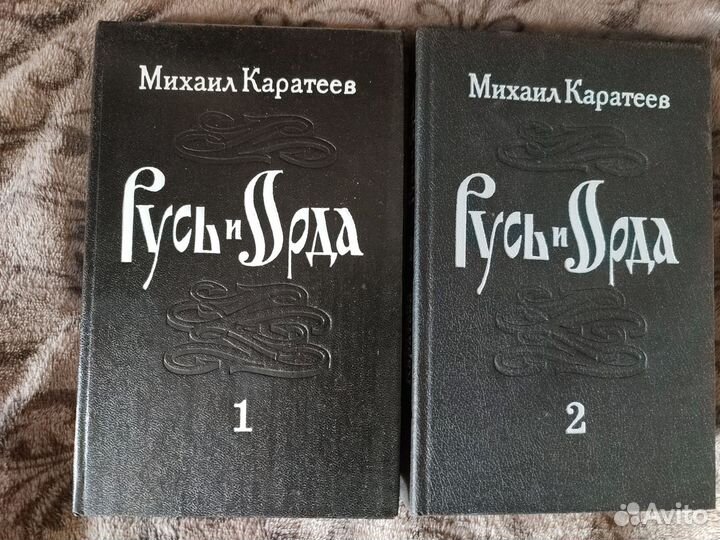 Михаил Каратеев
Русь и Орда
1
Михаил Каратеев
Русь и Орда
2
Avito